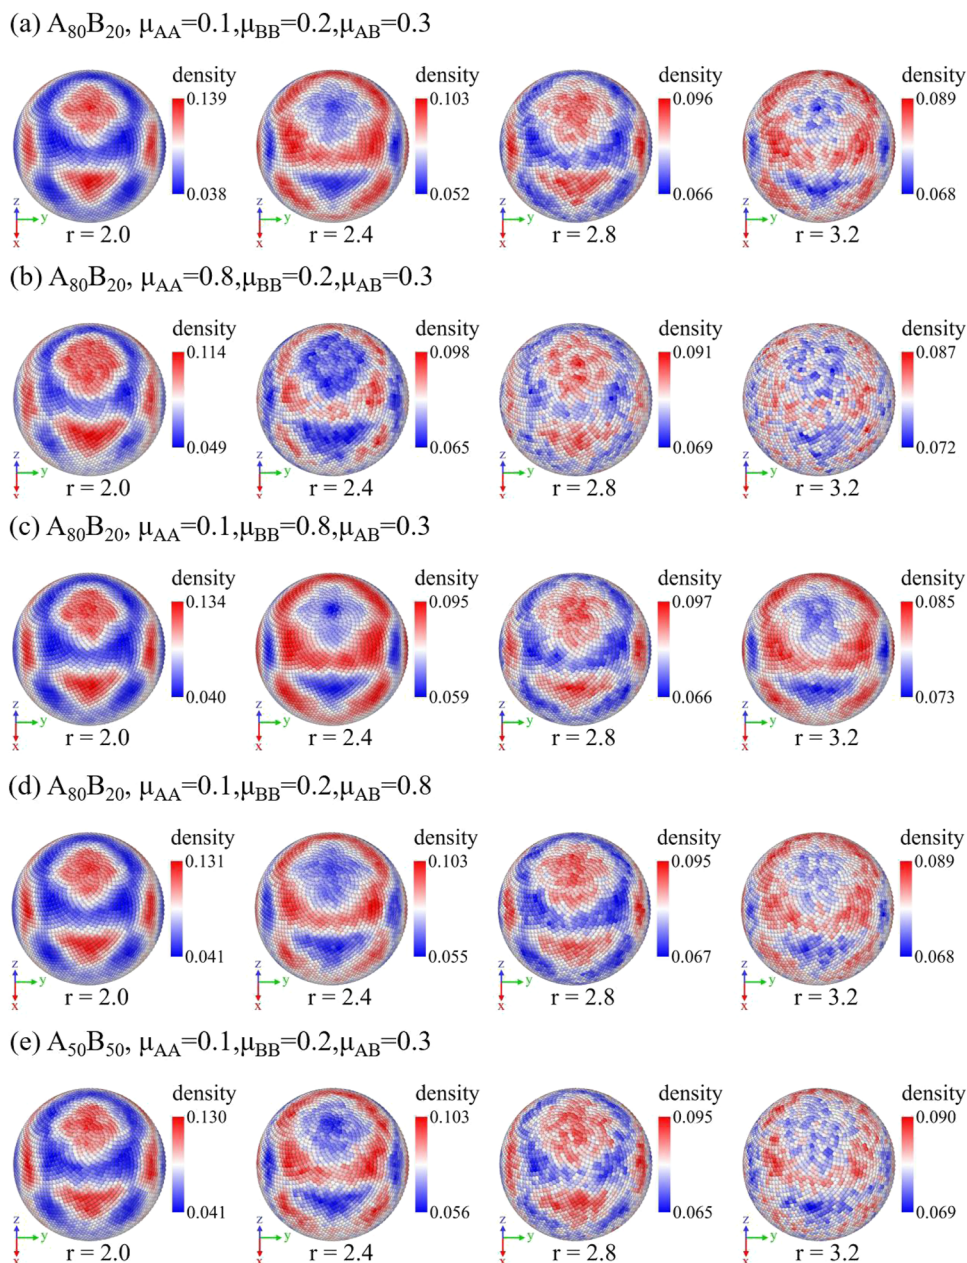 (a) A80B20, μAA=0.1,μBB=0.2,μAB=0.3
density density density density
0.139 0.103 0.096 0.089
0.038 0.052 0.066 0.068
z y x z y x z y x z y x
r = 2.0 r = 2.4 r = 2.8 r = 3.2
(b) A80B20, μAA=0.8,μBB=0.2,μAB=0.3
density density density density
0.114 0.098 0.091 0.087
0.049 0.065 0.069 0.072
z y x z y x z y x z y x
r = 2.0 r = 2.4 r = 2.8 r = 3.2
(c) A80B20, μAA=0.1,μBB=0.8,μAB=0.3
density density density density
0.134 0.095 0.097 0.085
0.040 0.059 0.066 0.073
z y x z y x z y x z y x
r = 2.0 r = 2.4 r = 2.8 r = 3.2
(d) A80B20, μAA=0.1,μBB=0.2,μAB=0.8
density density density density
0.131 0.103 0.095 0.089
0.041 0.055 0.067 0.068
z y x z y x z y x z y x
r = 2.0 r = 2.4 r = 2.8 r = 3.2
(e) A50B50, μAA=0.1,μBB=0.2,μAB=0.3
density density density density
0.130 0.103 0.095 0.090
0.041 0.056 0.065 0.069
z y x z y x z y x z y x
r = 2.0 r = 2.4 r = 2.8 r = 3.2